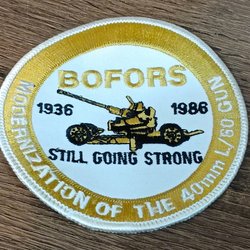 BOFORS
1936 1986
STILL GOING STRONG
MODERNIZATION OF THE 40mm L/60 GUN